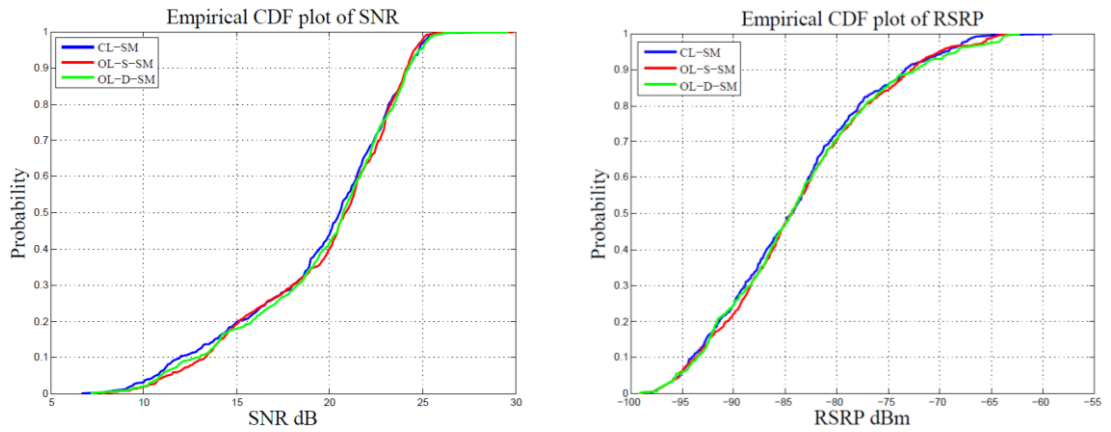 Empirical CDF plot of SNR
1
0.9
0.8
0.7
0.6
0.5
0.4
0.3
0.2
0.1
0
Probability
CL−SM
OL−S−SM
OL−D−SM
5 10 15 20 25 30
SNR dB
Empirical CDF plot of RSRP
1
0.9
0.8
0.7
0.6
0.5
0.4
0.3
0.2
0.1
0
Probability
CL−SM
OL−S−SM
OL−D−SM
−100 −95 −90 −85 −80 −75 −70 −65 −60 −55
RSRP dBm